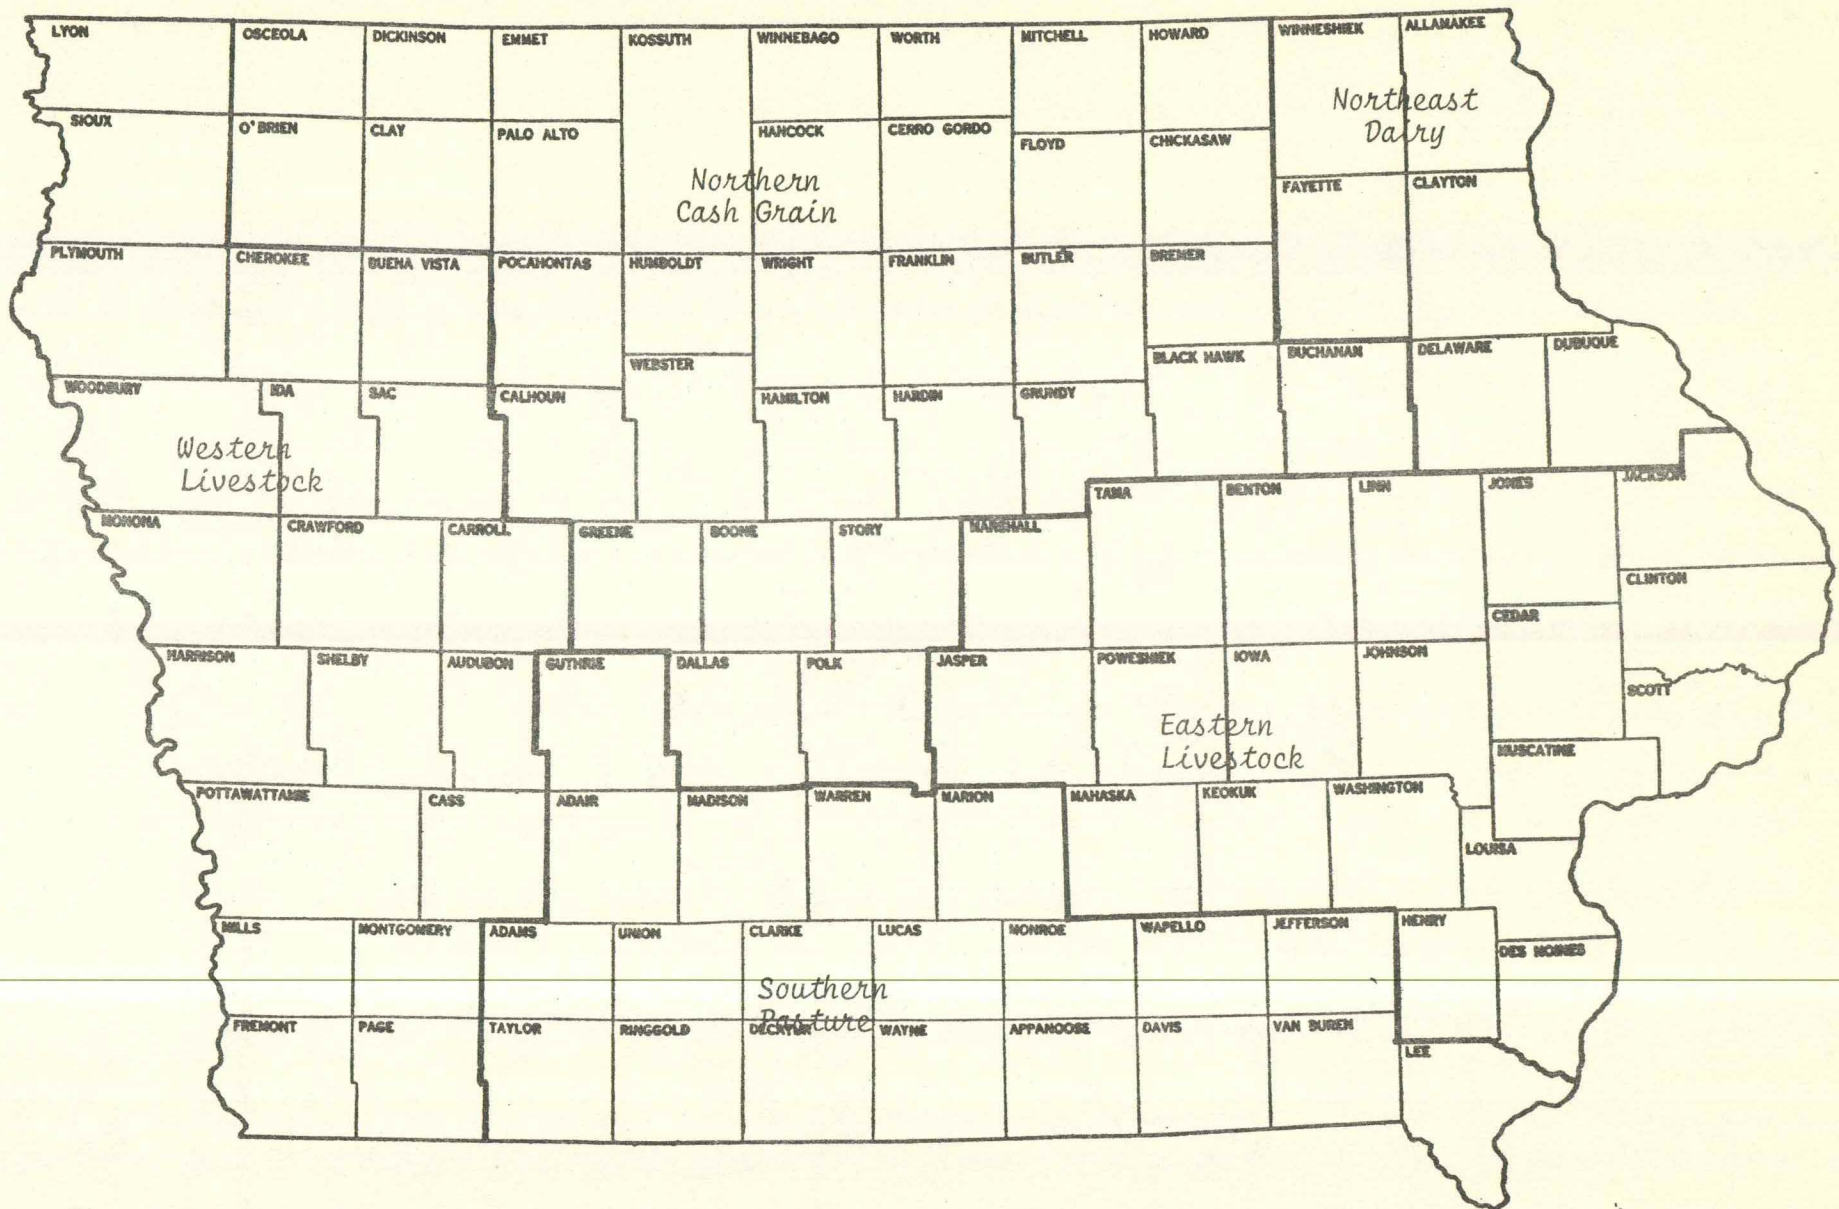 LYON OSCEOLA DICKINSON EMMET KOSSUTH WINNEBAGO WORTH MITCHELL HOWARD WINNESHIEK ALLAMAKEE
Northeast
Dairy
SIOUX O'BRIEN CLAY PALO ALTO HANCOCK CERRO GORDO FLOYD CHICKASAW
Northern
Cash Grain
FAYETTE CLAYTON
PLYMOUTH CHEROKEE BUENA VISTA POCAHONTAS HUMBOLDT WRIGHT FRANKLIN BUTLER BREMER
WEBSTER BLACK HAWK BUCHANAN DELAWARE DUBUQUE
WOODBURY IDA SAC CALHOUN HAMILTON HARDIN GRUNDY
Western
Livestock
TAMA BENTON LINN JONES JACKSON
MONONA CRAWFORD CARROLL GREENE BOONE STORY MARSHALL
CLINTON
CEDAR
HARRISON SHELBY AUDUBON GUTHRIE DALLAS POLK JASPER POWESHIEK IOWA JOHNSON
SCOTT
Eastern
Livestock
MUSCATINE
POTTAWATTAMIE CASS ADAIR MADISON WARREN MARION MAHASKA KEOKUK WASHINGTON
LOUISA
MILLS MONTGOMERY ADAMS UNION CLARKE LUCAS MONROE WAPELLO JEFFERSON HENRY
DES MOINES
Southern
Pasture
FREMONT PAGE TAYLOR RINGGOLD DECATUR WAYNE APPANOOSE DAVIS VAN BUREN
LEE